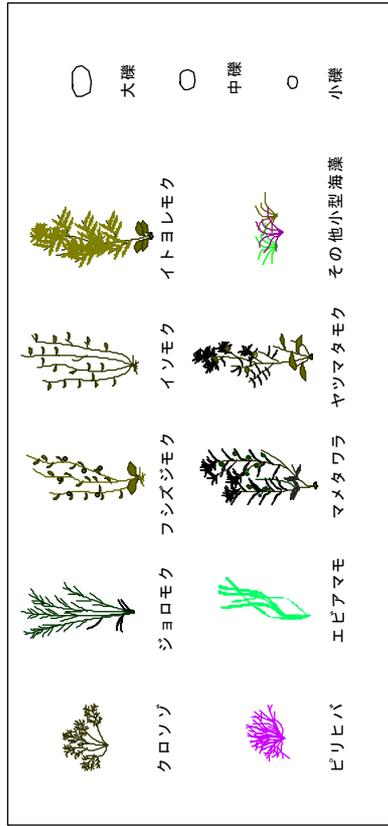 クロソゾ
ジョロモク
フシズジモク
イソモク
イトヨレモク
大礫
中礫
小礫
ピリヒバ
エビアマモ
マメタワラ
ヤツマタモク
その他小型海藻